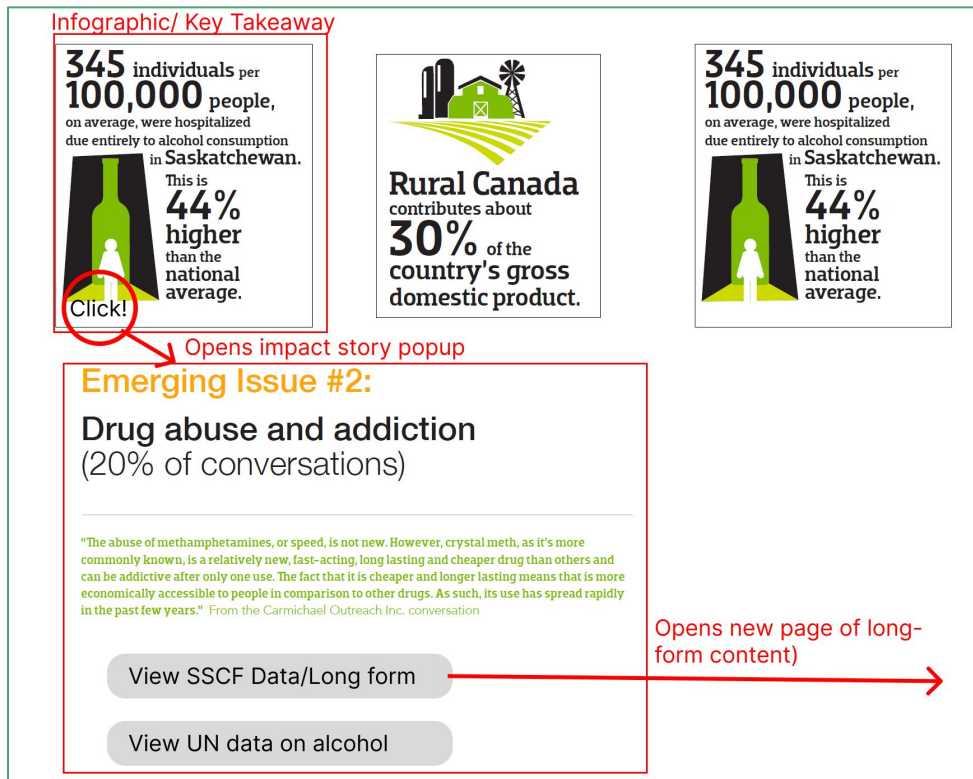 Infographic/ Key Takeaway
345 individuals per
100,000 people,
on average, were hospitalized
due entirely to alcohol consumption
in Saskatchewan.
This is
44%
higher
than the
national
average.
Click!
Rural Canada
contributes about
30% of the
country's gross
domestic product.
345 individuals per
100,000 people,
on average, were hospitalized
due entirely to alcohol consumption
in Saskatchewan.
This is
44%
higher
than the
national
average.
Opens impact story popup
Emerging Issue #2:
Drug abuse and addiction
(20% of conversations)
"The abuse of methamphetamines, or speed, is not new. However, crystal meth, as it's more
commonly known, is a relatively new, fast-acting, long lasting and cheaper drug than others and
can be addictive after only one use. The fact that it is cheaper and longer lasting means that is more
economically accessible to people in comparison to other drugs. As such, its use has spread rapidly
in the past few years." From the Carmichael Outreach Inc. conversation
View SSCF Data/Long form
Opens new page of long-
form content)
View UN data on alcohol